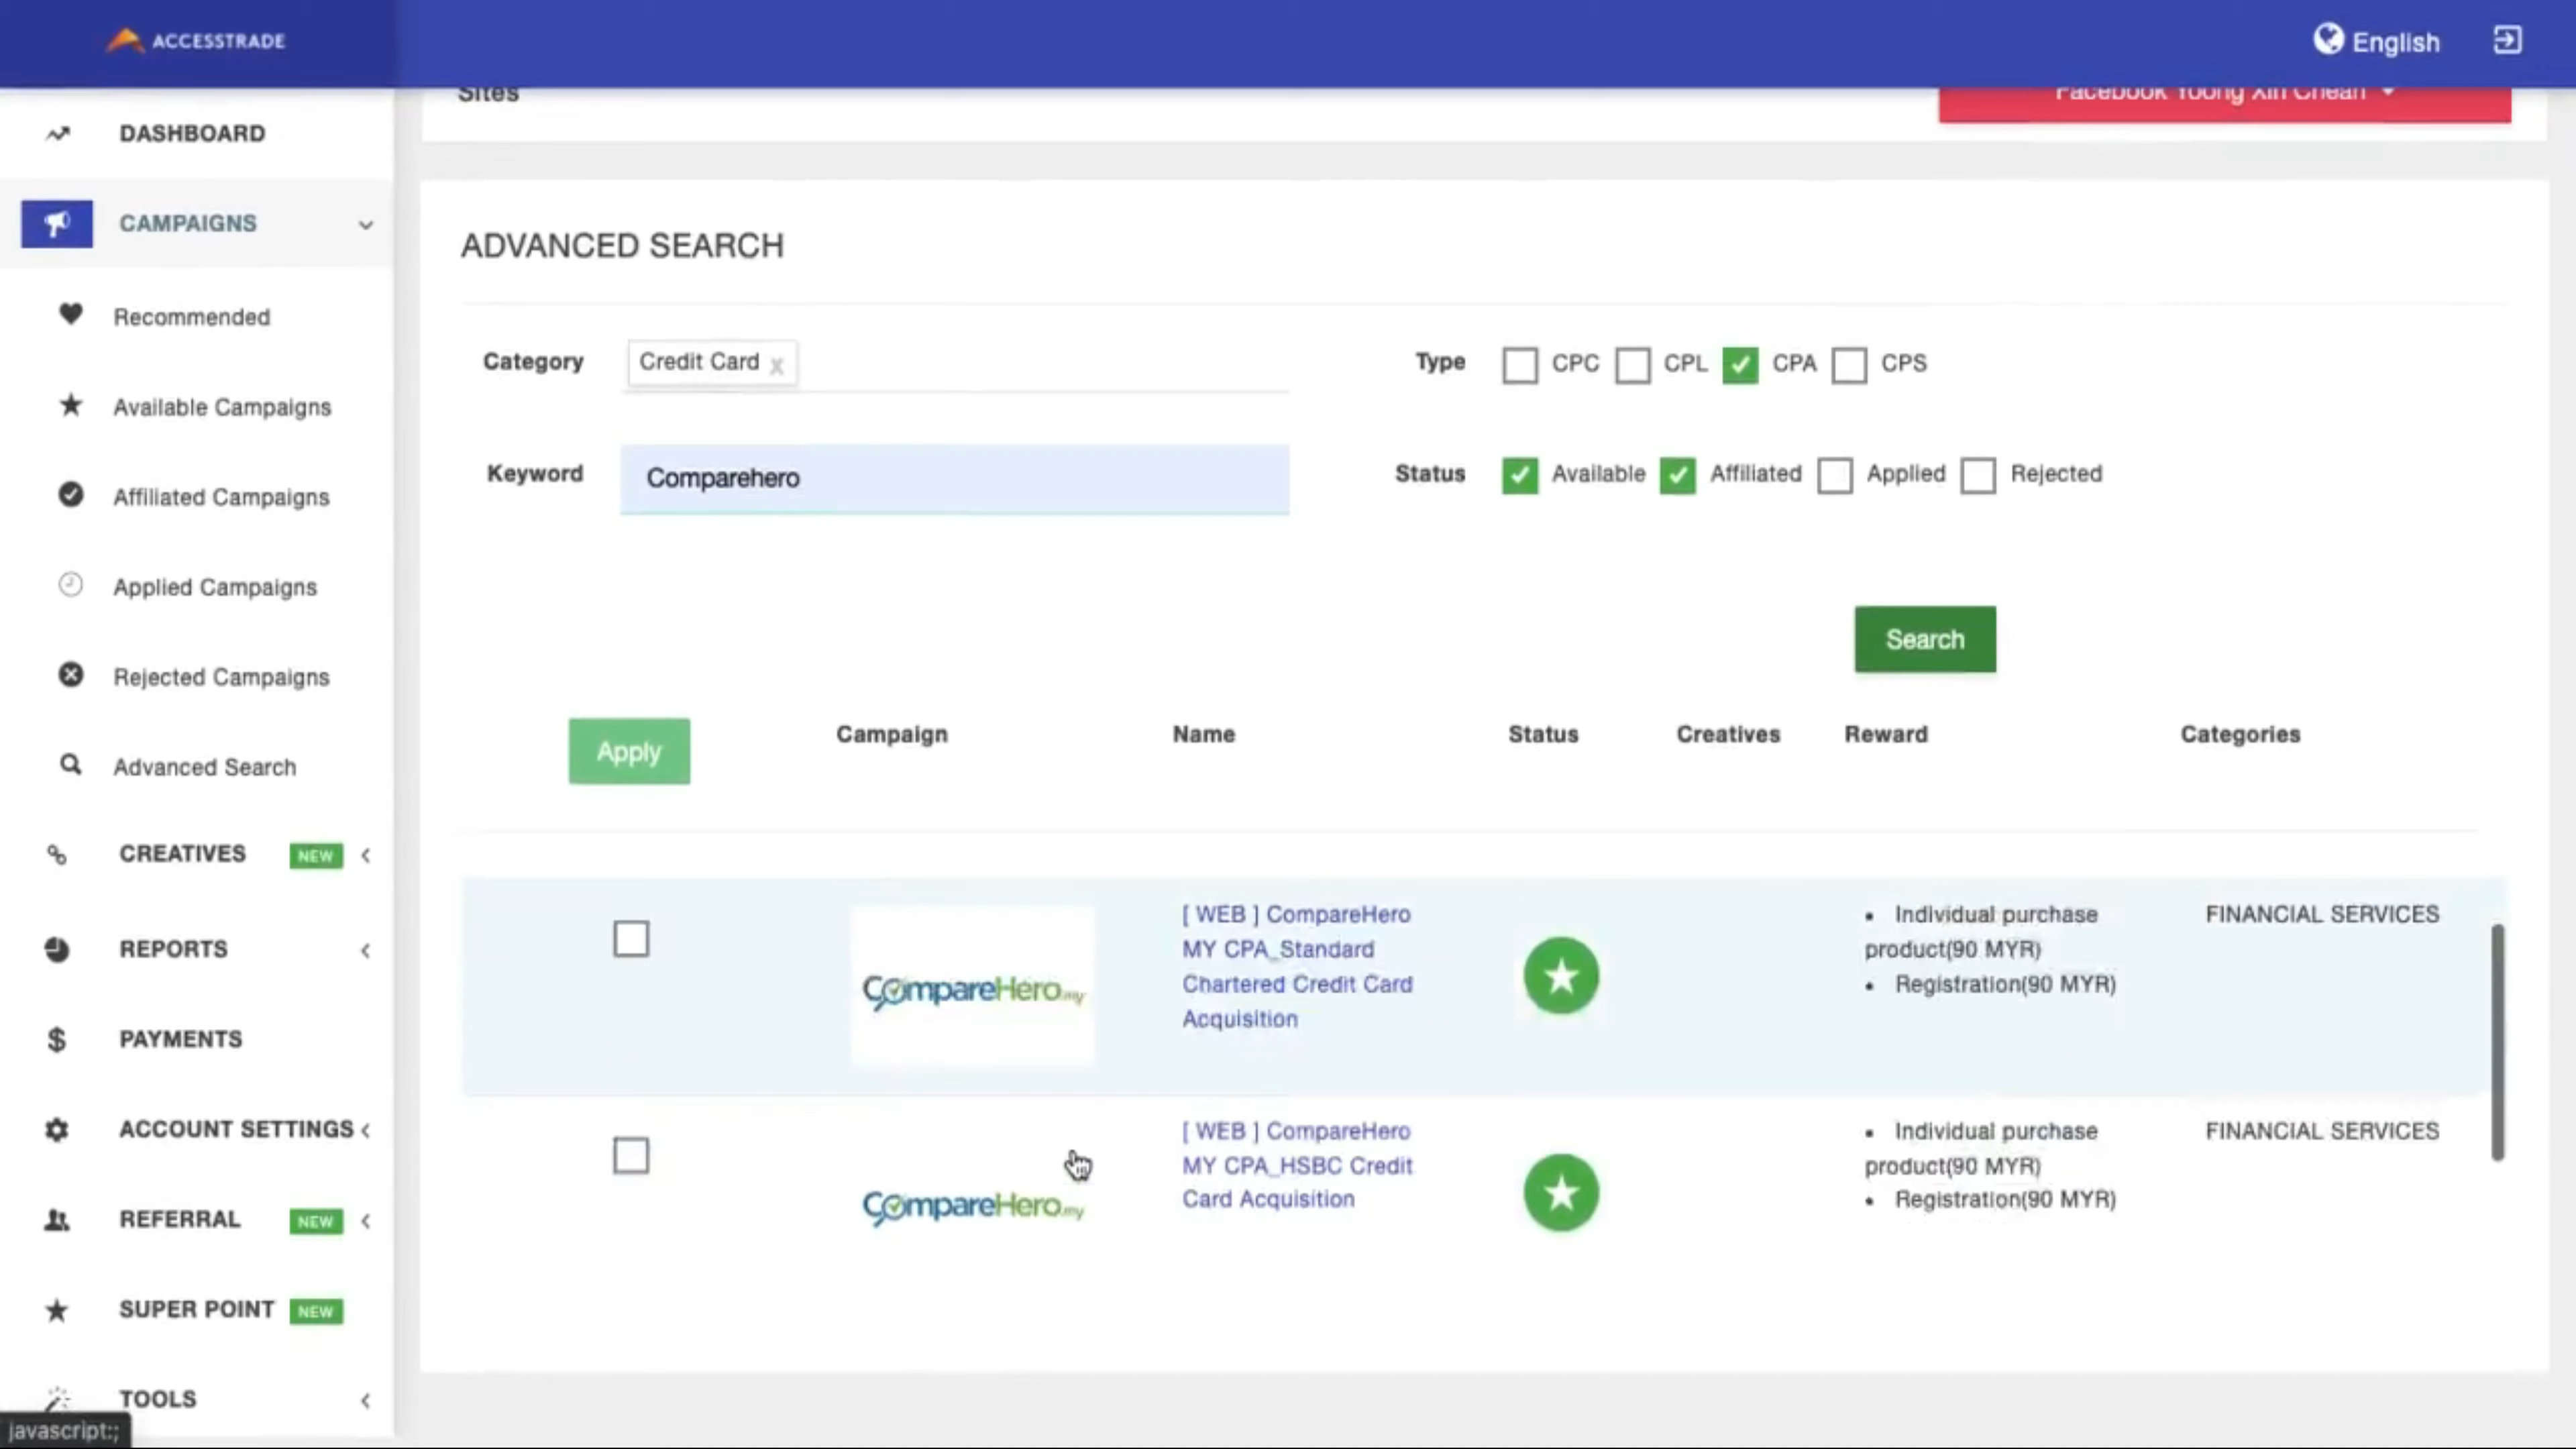 ACCESSTRADE
English
Sites
Facebook Yoong Xin Chean
DASHBOARD
CAMPAIGNS
Recommended
Available Campaigns
Affiliated Campaigns
Applied Campaigns
Rejected Campaigns
Advanced Search
CREATIVES NEW
REPORTS
PAYMENTS
ACCOUNT SETTINGS
REFERRAL NEW
SUPER POINT NEW
TOOLS
javascript:;
ADVANCED SEARCH
Category Credit Card x
Type CPC CPL CPA CPS
Keyword Comparehero
Status Available Affiliated Applied Rejected
Search
Apply Campaign Name Status Creatives Reward Categories
CompareHero.my
[ WEB ] CompareHero
MY CPA_Standard
Chartered Credit Card
Acquisition
• Individual purchase
product(90 MYR)
• Registration(90 MYR)
FINANCIAL SERVICES
CompareHero.my
[ WEB ] CompareHero
MY CPA_HSBC Credit
Card Acquisition
• Individual purchase
product(90 MYR)
• Registration(90 MYR)
FINANCIAL SERVICES